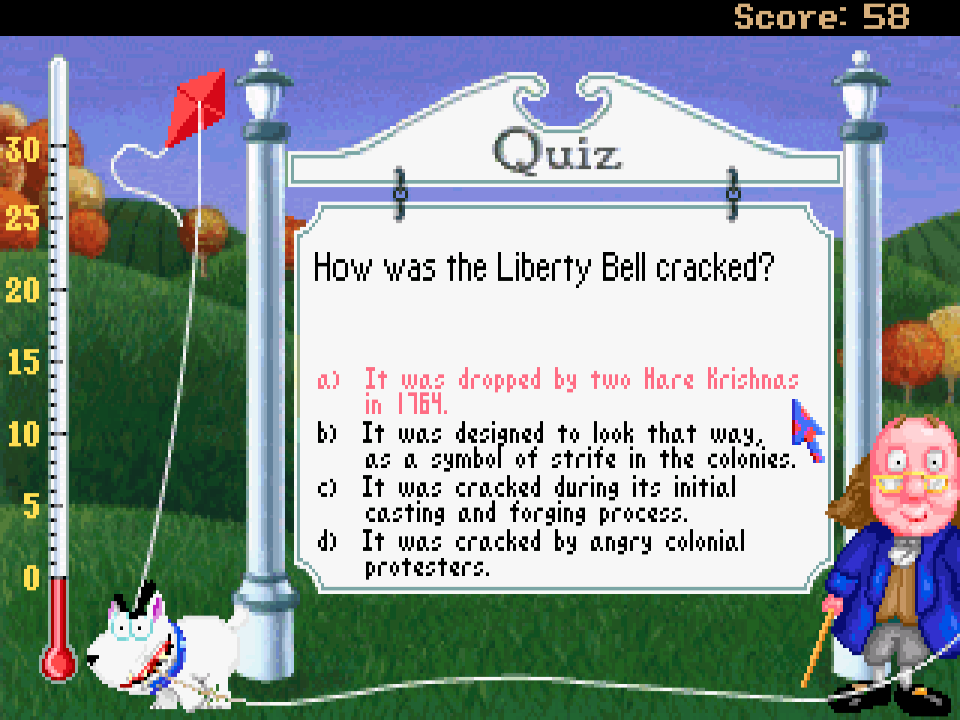 Score: 58
Quiz
30
25
20
15
10
5
0
How was the Liberty Bell cracked?
a) It was dropped by two Hare Krishnas
in 1764.
b) It was designed to look that way,
as a symbol of strife in the colonies.
c) It was cracked during its initial
casting and forging process.
d) It was cracked by angry colonial
protesters.